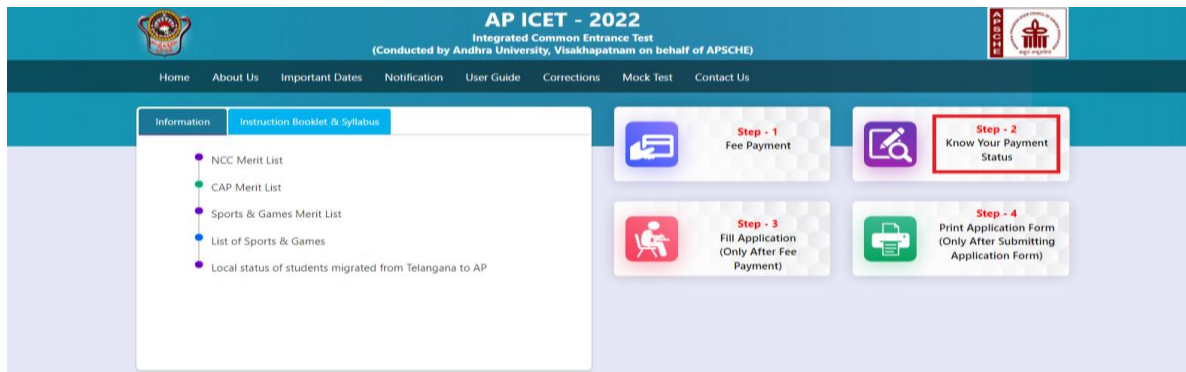 AP ICET - 2022
Integrated Common Entrance Test
(Conducted by Andhra University, Visakhapatnam on behalf of APSCHE)
APSCHE
Home About Us Important Dates Notification User Guide Corrections Mock Test Contact Us
Information Instruction Booklet & Syllabus
NCC Merit List
CAP Merit List
Sports & Games Merit List
List of Sports & Games
Local status of students migrated from Telangana to AP
Step - 1
Fee Payment
Step - 2
Know Your Payment
Status
Step - 3
Fill Application
(Only After Fee
Payment)
Step - 4
Print Application Form
(Only After Submitting
Application Form)